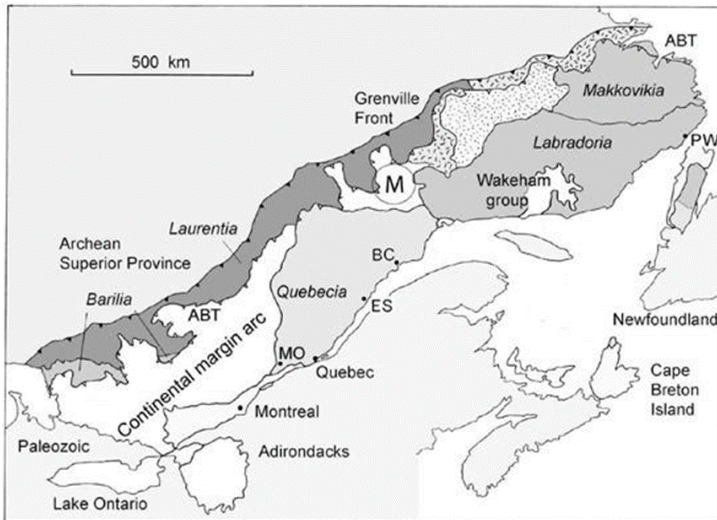 500 km
ABT
Grenville
Front
Makkovikia
Labradoria
PW
M
Wakeham
group
Laurentia
Archean
Superior Province
BC
Barilia
Quebecia
ABT
ES
Newfoundland
Continental margin arc
MO
Quebec
Cape
Breton
Island
Montreal
Paleozoic
Adirondacks
Lake Ontario